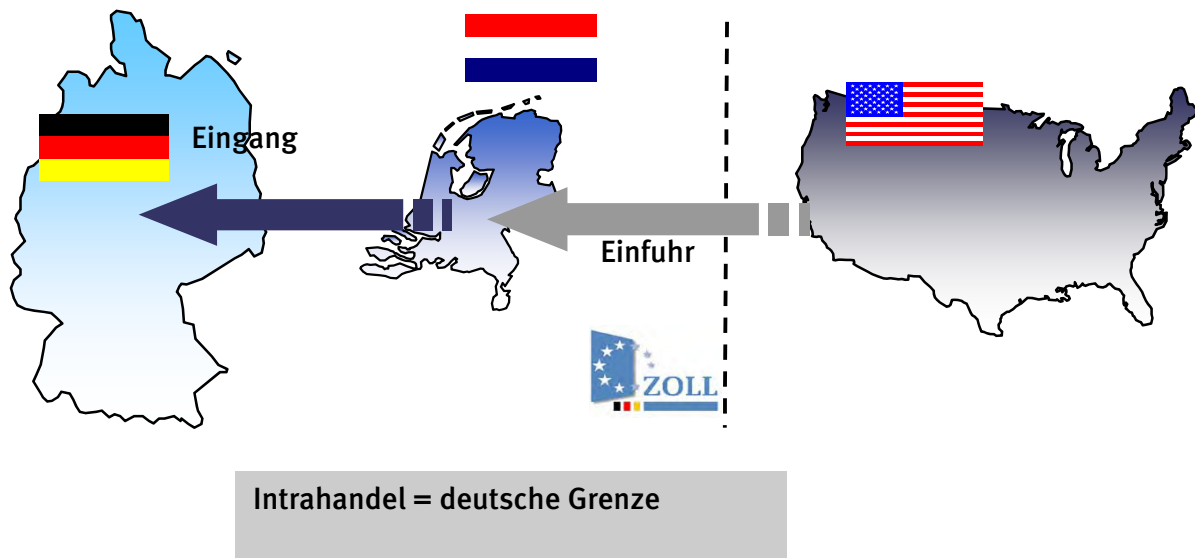 Eingang
Einfuhr
ZOLL
Intrahandel = deutsche Grenze